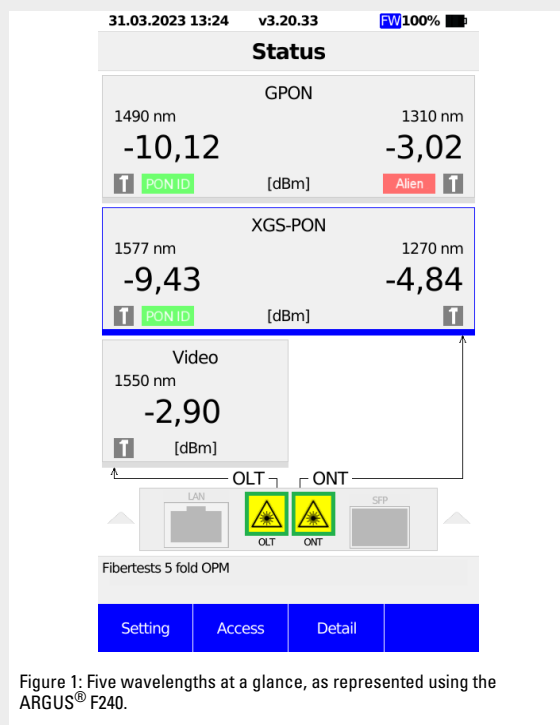 31.03.2023 13:24 v3.20.33 FW 100%
Status
GPON
1490 nm 1310 nm
-10,12 -3,02
PON ID [dBm] Alien
XGS-PON
1577 nm 1270 nm
-9,43 -4,84
PON ID [dBm]
Video
1550 nm
-2,90
[dBm]
OLT ONT
LAN SFP
OLT ONT
Fibertests 5 fold OPM
Setting Access Detail
Figure 1: Five wavelengths at a glance, as represented using the
ARGUS® F240.